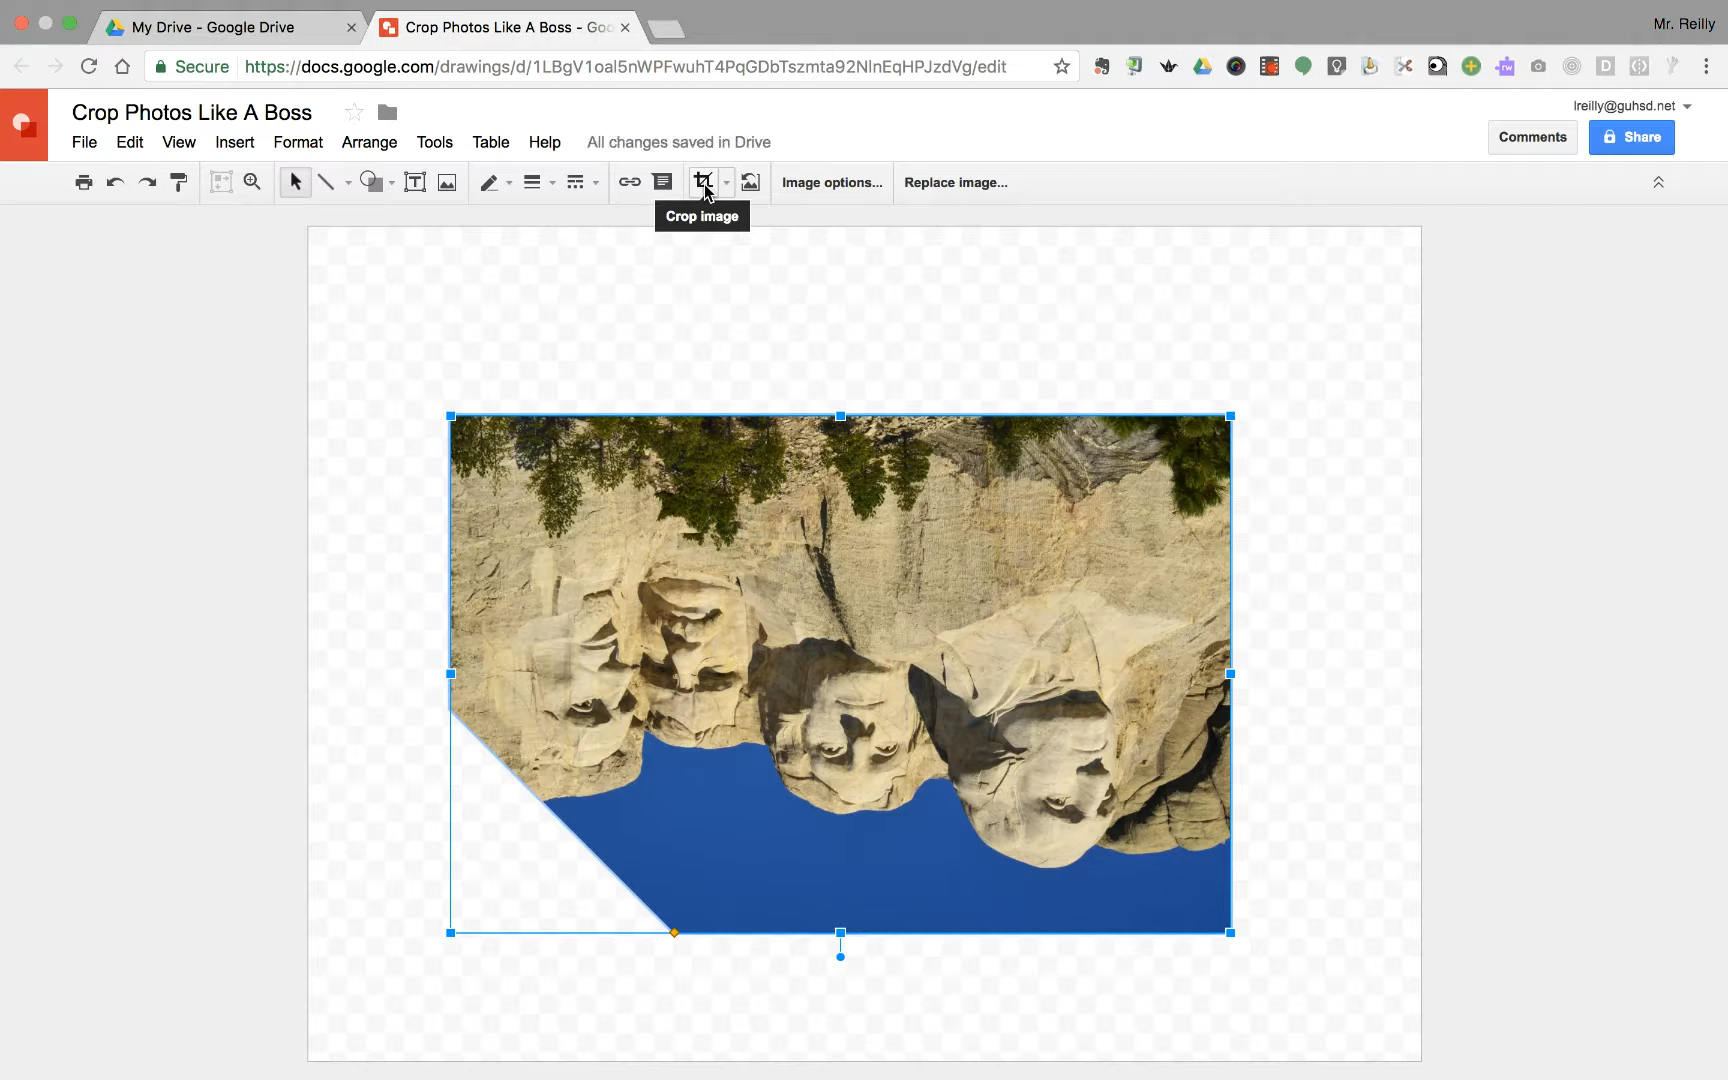 My Drive - Google Drive
Crop Photos Like A Boss - Goo
Mr. Reilly
Secure https://docs.google.com/drawings/d/1LBgV1oal5nWPFwuhT4PqGDbTszmta92NlnEqHPJzdVg/edit
Crop Photos Like A Boss
lreilly@guhsd.net
File Edit View Insert Format Arrange Tools Table Help All changes saved in Drive
Comments
Share
Image options...
Replace image...
Crop image